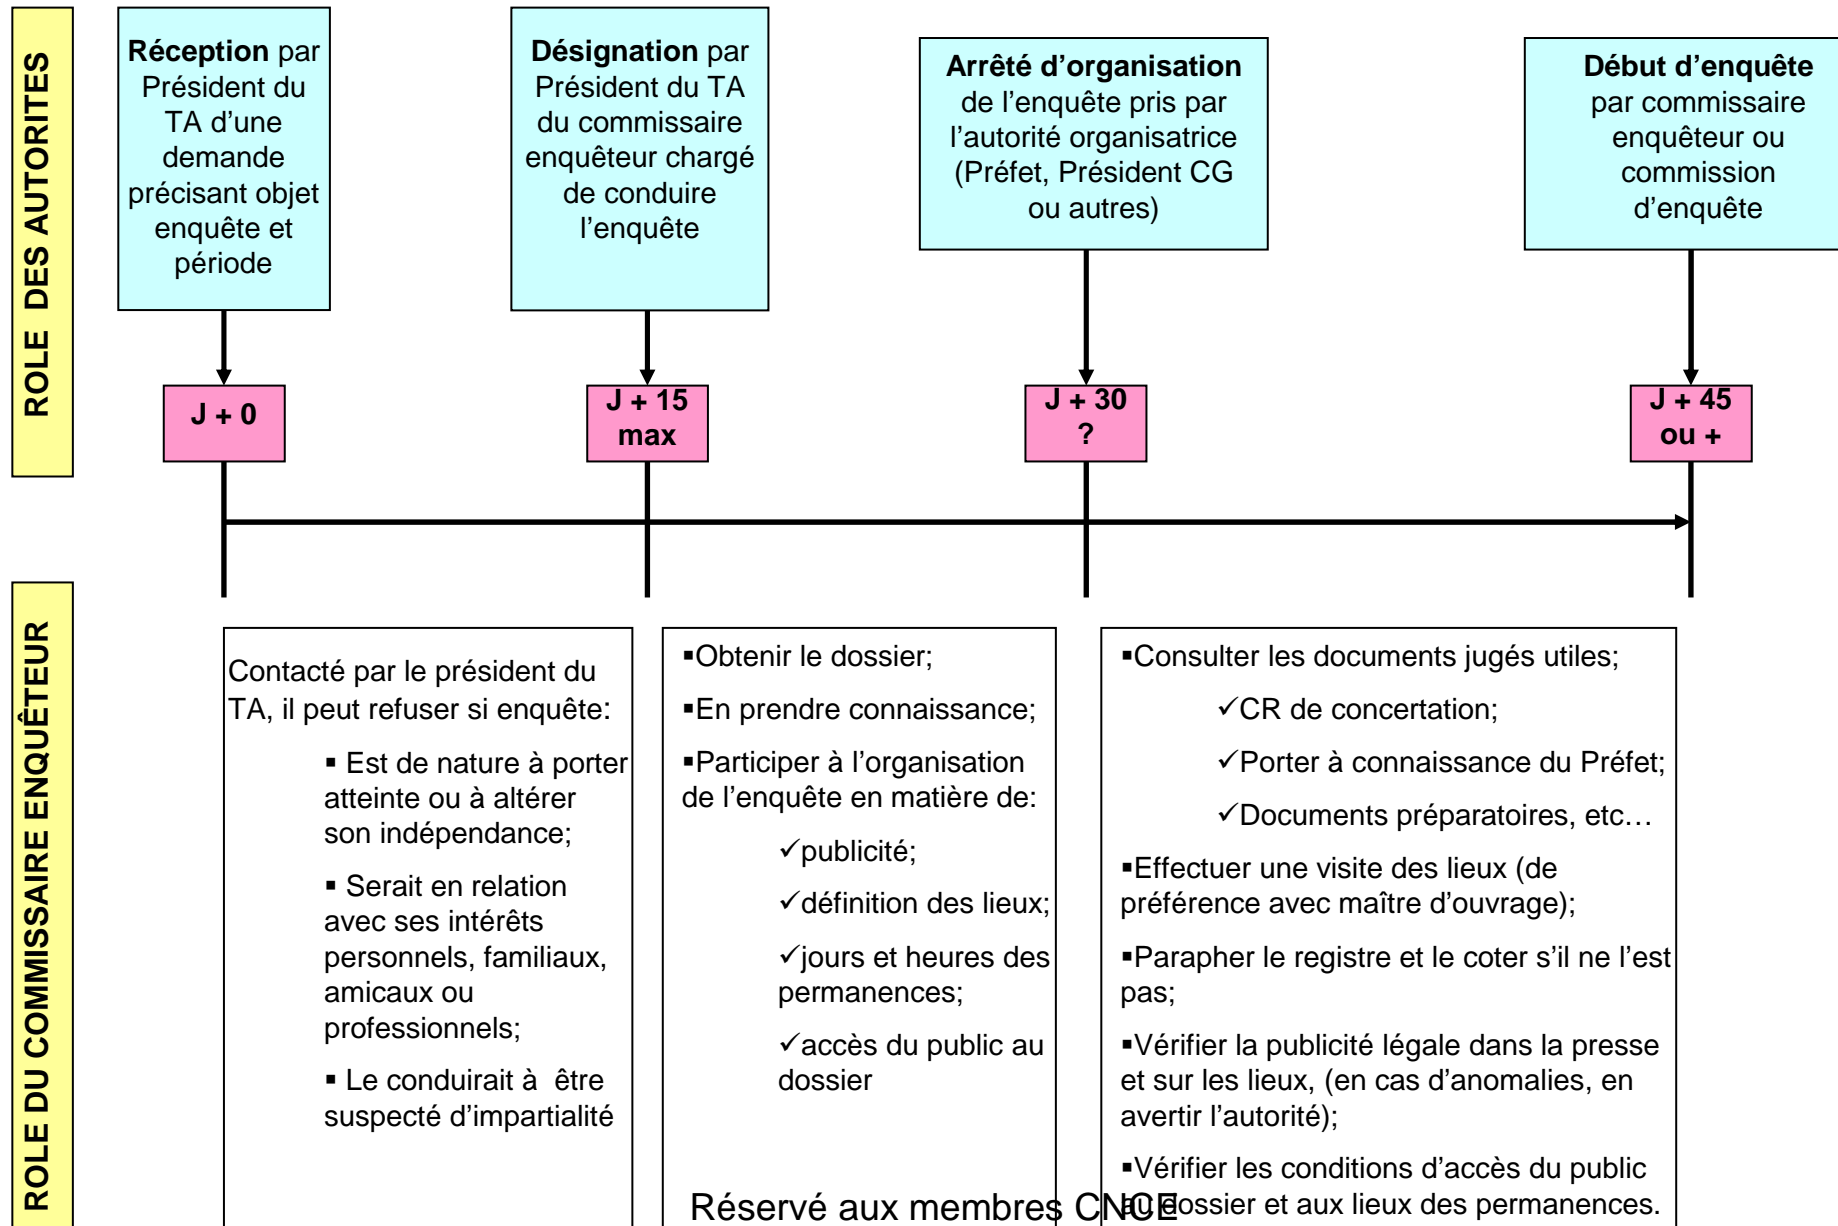 ROLE DES AUTORITES
Réception par
Président du
TA d’une
demande
précisant objet
enquête et
période
Désignation par
Président du TA
du commissaire
enquêteur chargé
de conduire
l’enquête
Arrêté d’organisation
de l’enquête pris par
l’autorité organisatrice
(Préfet, Président CG
ou autres)
Début d’enquête
par commissaire
enquêteur ou
commission
d’enquête
J + 0
J + 15
max
J + 30
?
J + 45
ou +
ROLE DU COMMISSAIRE ENQUÊTEUR
Contacté par le président du
TA, il peut refuser si enquête:
▪ Est de nature à porter
atteinte ou à altérer
son indépendance;
▪ Serait en relation
avec ses intérêts
personnels, familiaux,
amicaux ou
professionnels;
▪ Le conduirait à être
suspecté d’impartialité
▪Obtenir le dossier;
▪En prendre connaissance;
▪Participer à l’organisation
de l’enquête en matière de:
✓publicité;
✓définition des lieux;
✓jours et heures des
permanences;
✓accès du public au
dossier
▪Consulter les documents jugés utiles;
✓CR de concertation;
✓Porter à connaissance du Préfet;
✓Documents préparatoires, etc…
▪Effectuer une visite des lieux (de
préférence avec maître d’ouvrage);
▪Parapher le registre et le coter s’il ne l’est
pas;
▪Vérifier la publicité légale dans la presse
et sur les lieux, (en cas d’anomalies, en
avertir l’autorité);
▪Vérifier les conditions d’accès du public
au dossier et aux lieux des permanences.
Réservé aux membres CNCE